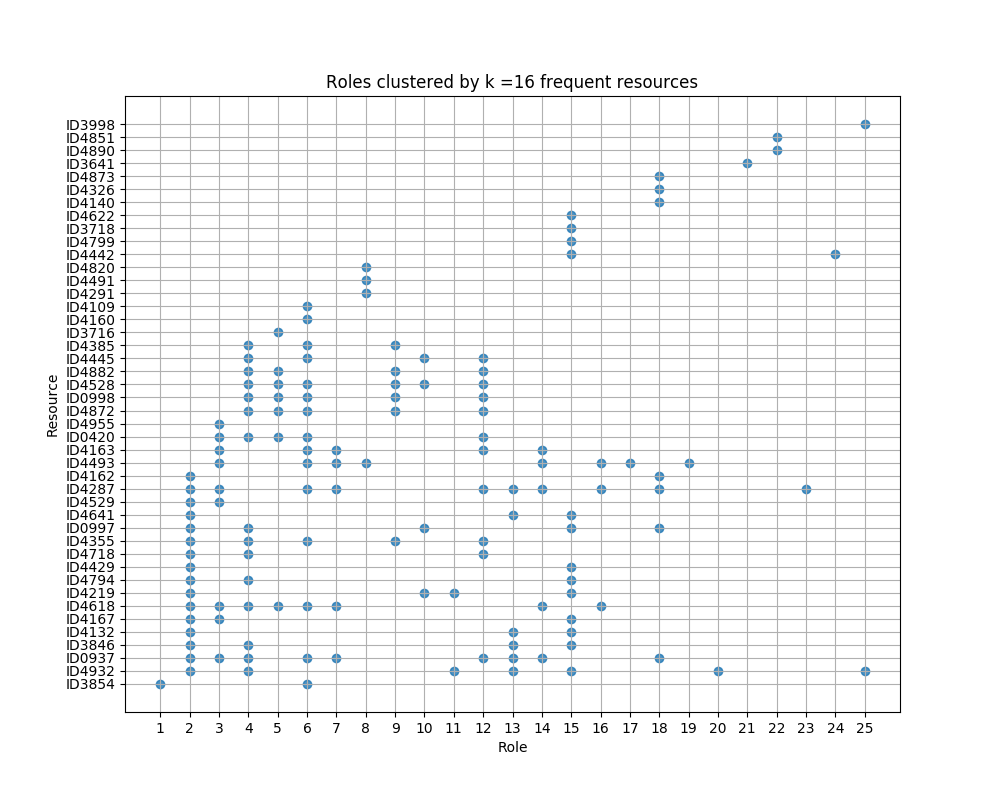 Roles clustered by k =16 frequent resources
ID3998
ID4851
ID4890
ID3641
ID4873
ID4326
ID4140
ID4622
ID3718
ID4799
ID4442
ID4820
ID4491
ID4291
ID4109
ID4160
ID3716
ID4385
ID4445
ID4882
ID4528
ID0998
ID4872
ID4955
ID0420
ID4163
ID4493
ID4162
ID4287
ID4529
ID4641
ID0997
ID4355
ID4718
ID4429
ID4794
ID4219
ID4618
ID4167
ID4132
ID3846
ID0937
ID4932
ID3854
Resource
1 2 3 4 5 6 7 8 9 10 11 12 13 14 15 16 17 18 19 20 21 22 23 24 25
Role